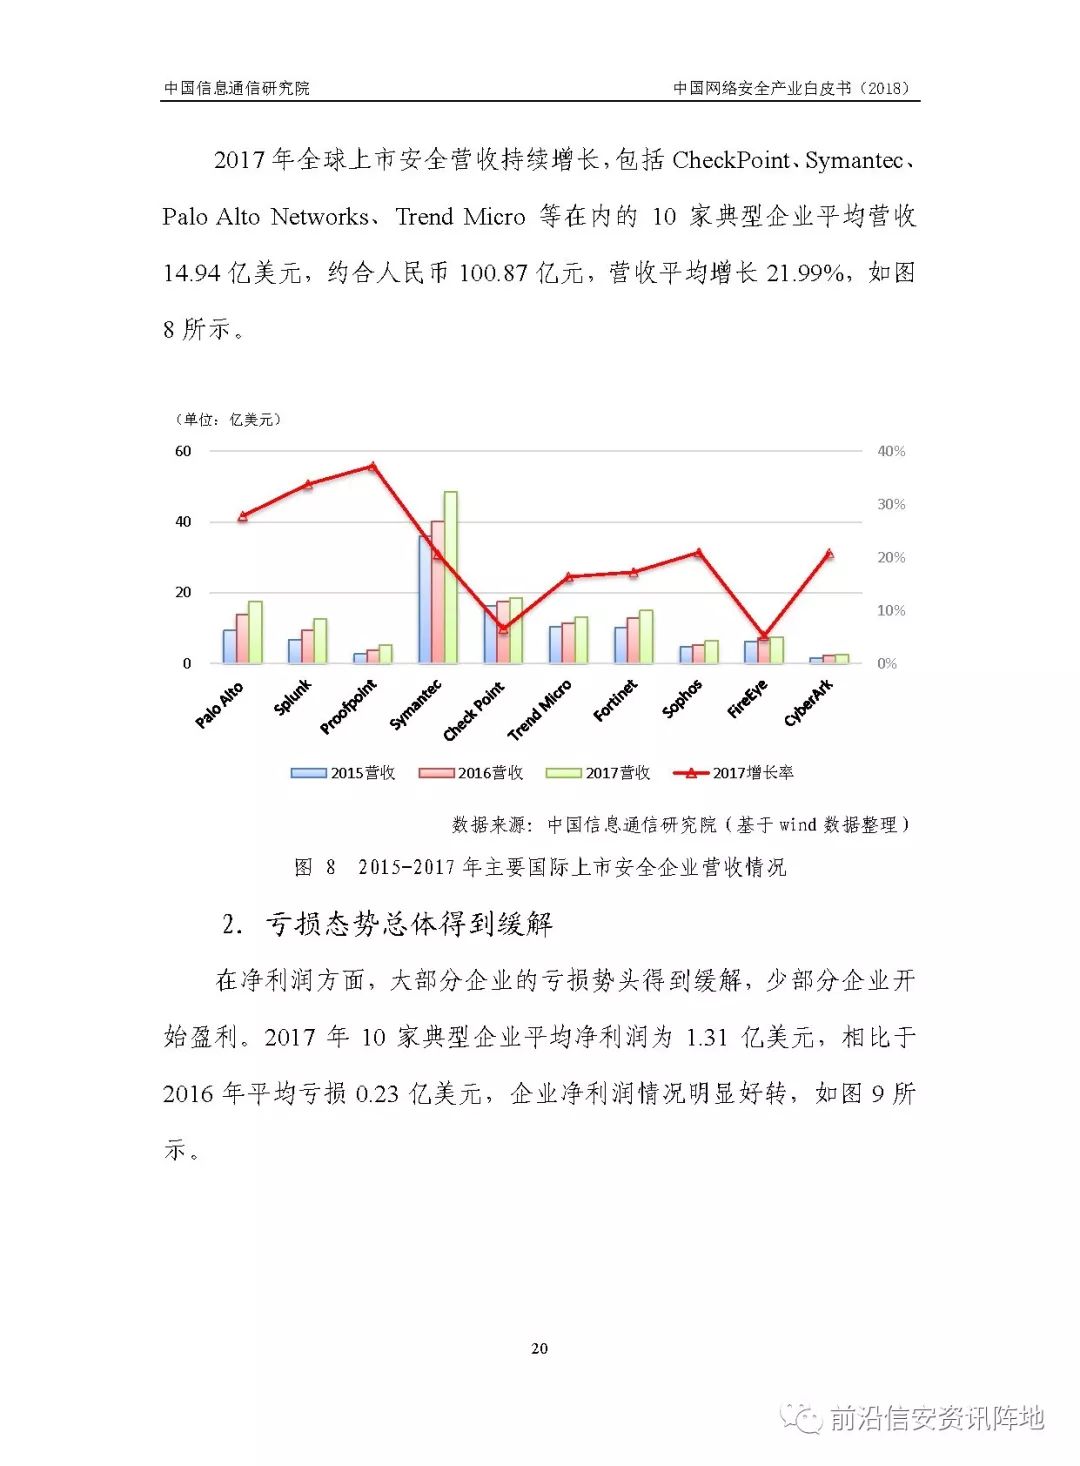 中国信息通信研究院 中国网络安全产业白皮书（2018）
2017 年全球上市安全营收持续增长，包括 CheckPoint、Symantec、
Palo Alto Networks、Trend Micro 等在内的 10 家典型企业平均营收
14.94 亿美元，约合人民币 100.87 亿元，营收平均增长 21.99%，如图
8 所示。
（单位：亿美元）
60 40%
30%
40
20%
20
10%
0 0%
Palo Alto Splunk Proofpoint Symantec Check Point Trend Micro Fortinet Sophos FireEye CyberArk
2015营收 2016营收 2017营收 2017增长率
数据来源：中国信息通信研究院（基于 wind 数据整理）
图 8 2015-2017 年主要国际上市安全企业营收情况
2. 亏损态势总体得到缓解
在净利润方面，大部分企业的亏损势头得到缓解，少部分企业开
始盈利。2017 年 10 家典型企业平均净利润为 1.31 亿美元，相比于
2016 年平均亏损 0.23 亿美元，企业净利润情况明显好转，如图 9 所
示。
20
前沿信安资讯阵地